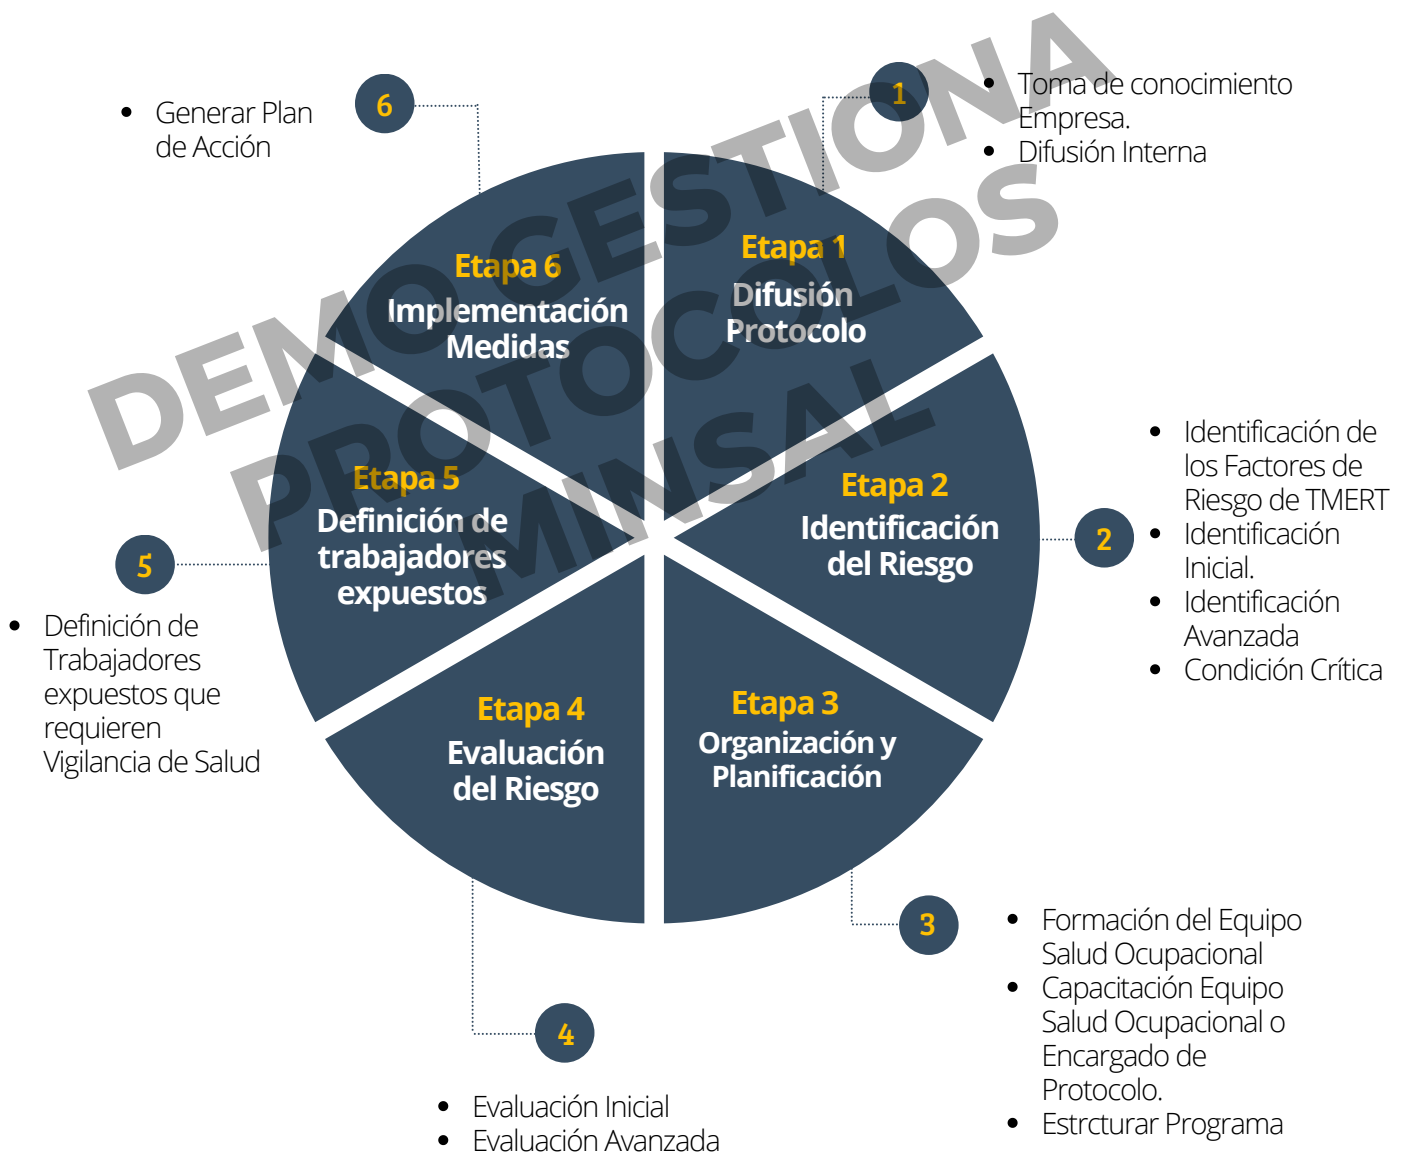 1
Toma de conocimiento
Empresa.
Difusión Interna
Etapa 1
Difusión
Protocolo
2
Identificación de
los Factores de
Riesgo de TMERT
Identificación
Inicial.
Identificación
Avanzada
Condición Crítica
Etapa 2
Identificación
del Riesgo
3
Formación del Equipo
Salud Ocupacional
Capacitación Equipo
Salud Ocupacional o
Encargado de
Protocolo.
Estrcturar Programa
Etapa 3
Organización y
Planificación
4
Evaluación Inicial
Evaluación Avanzada
Etapa 4
Evaluación
del Riesgo
5
Definición de
Trabajadores
expuestos que
requieren
Vigilancia de Salud
Etapa 5
Definición de
trabajadores
expuestos
6
Generar Plan
de Acción
Etapa 6
Implementación
Medidas
DEMO GESTIONA
PROTOCOLOS
MINSAL